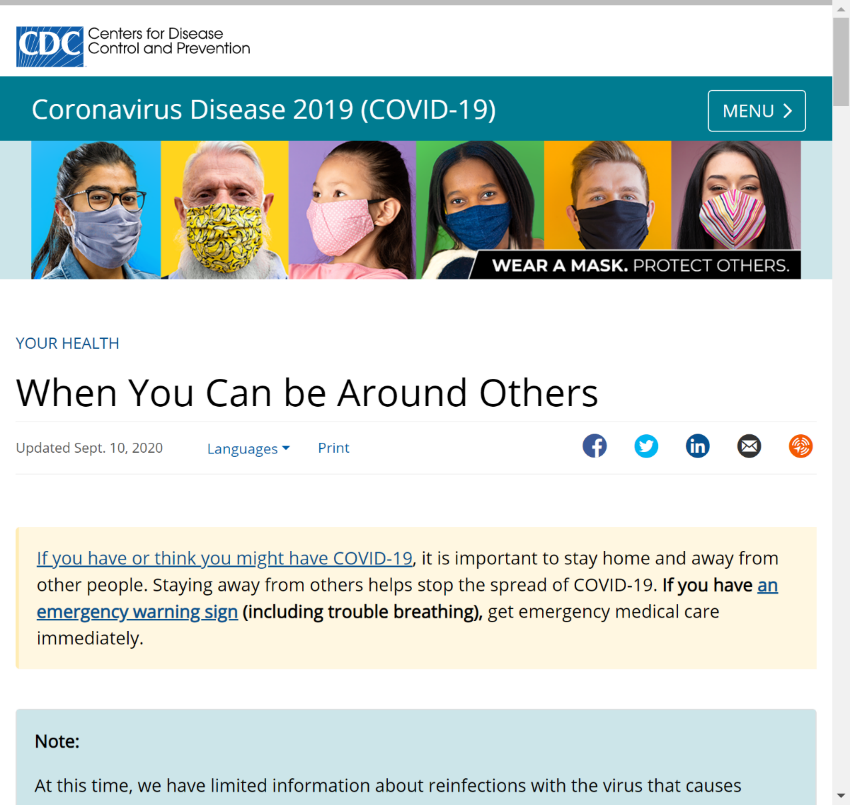 CDC
Centers for Disease
Control and Prevention
Coronavirus Disease 2019 (COVID-19)
MENU
WEAR A MASK. PROTECT OTHERS.
YOUR HEALTH
When You Can be Around Others
Updated Sept. 10, 2020 Languages Print
If you have or think you might have COVID-19, it is important to stay home and away from
other people. Staying away from others helps stop the spread of COVID-19. If you have an
emergency warning sign (including trouble breathing), get emergency medical care
immediately.
Note:
At this time, we have limited information about reinfections with the virus that causes